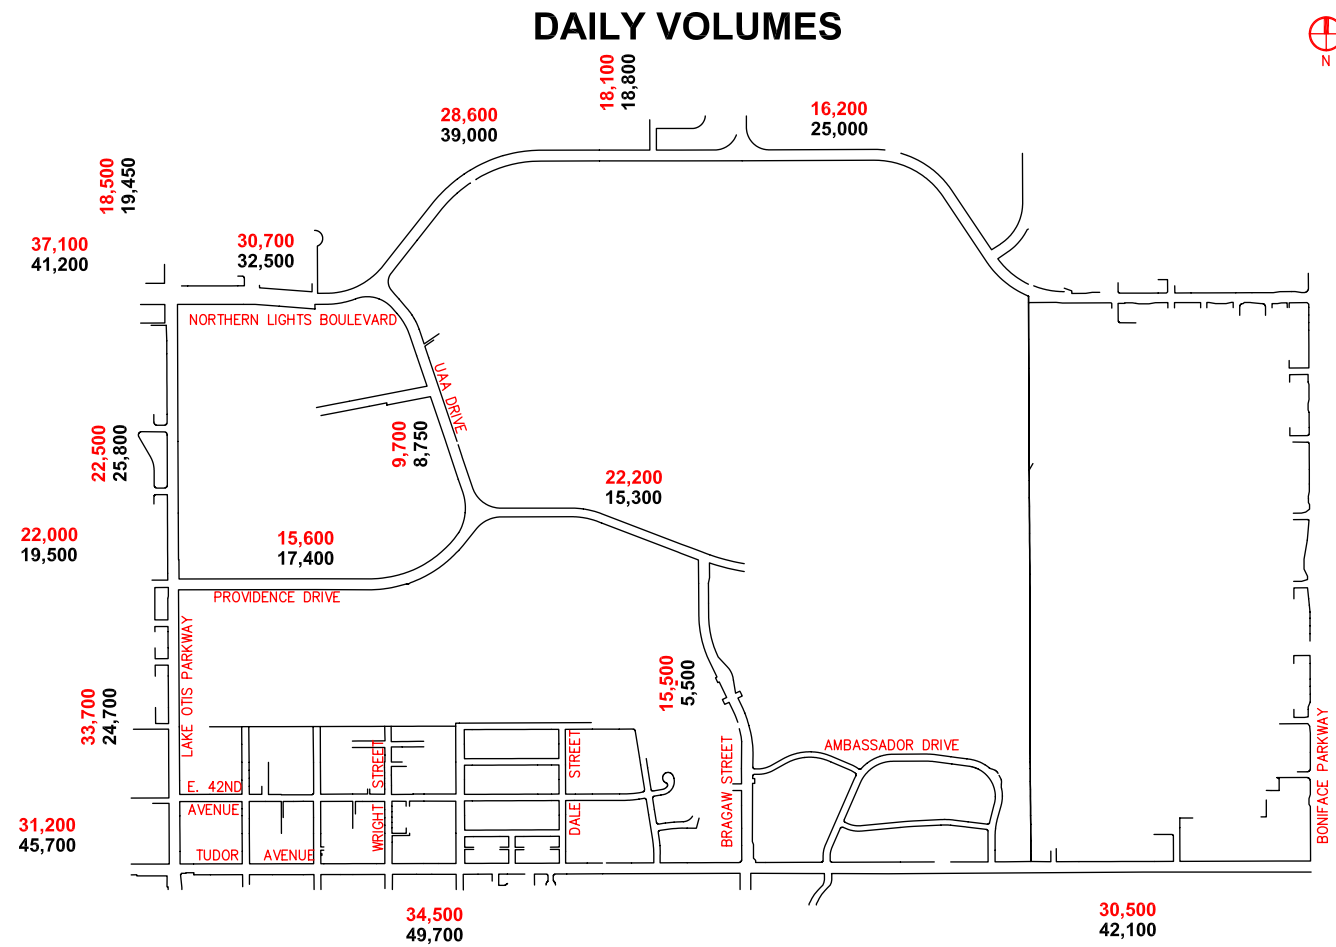 DAILY VOLUMES
N
18,100
18,800
28,600
39,000
16,200
25,000
18,500
19,450
37,100
41,200
30,700
32,500
NORTHERN LIGHTS BOULEVARD
UAA DRIVE
9,700
8,750
22,500
25,800
22,200
15,300
22,000
19,500
15,600
17,400
PROVIDENCE DRIVE
LAKE OTIS PARKWAY
33,700
24,700
15,500
5,500
AMBASSADOR DRIVE
BONIFACE PARKWAY
BRAGAW STREET
DALE STREET
WRIGHT STREET
E. 42ND
AVENUE
31,200
45,700
TUDOR AVENUE
34,500
49,700
30,500
42,100